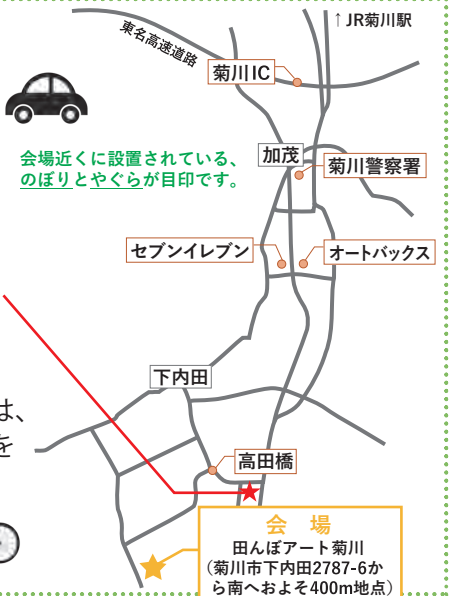 ↑JR菊川駅
東名高速道路
菊川IC
会場近くに設置されている、
のぼりとやぐらが目印です。
加茂
菊川警察署
セブンイレブン
オートバックス
下内田
は、
を
高田橋
会 場
田んぼアート菊川
(菊川市下内田2787-6か
ら南へおよそ400m地点)